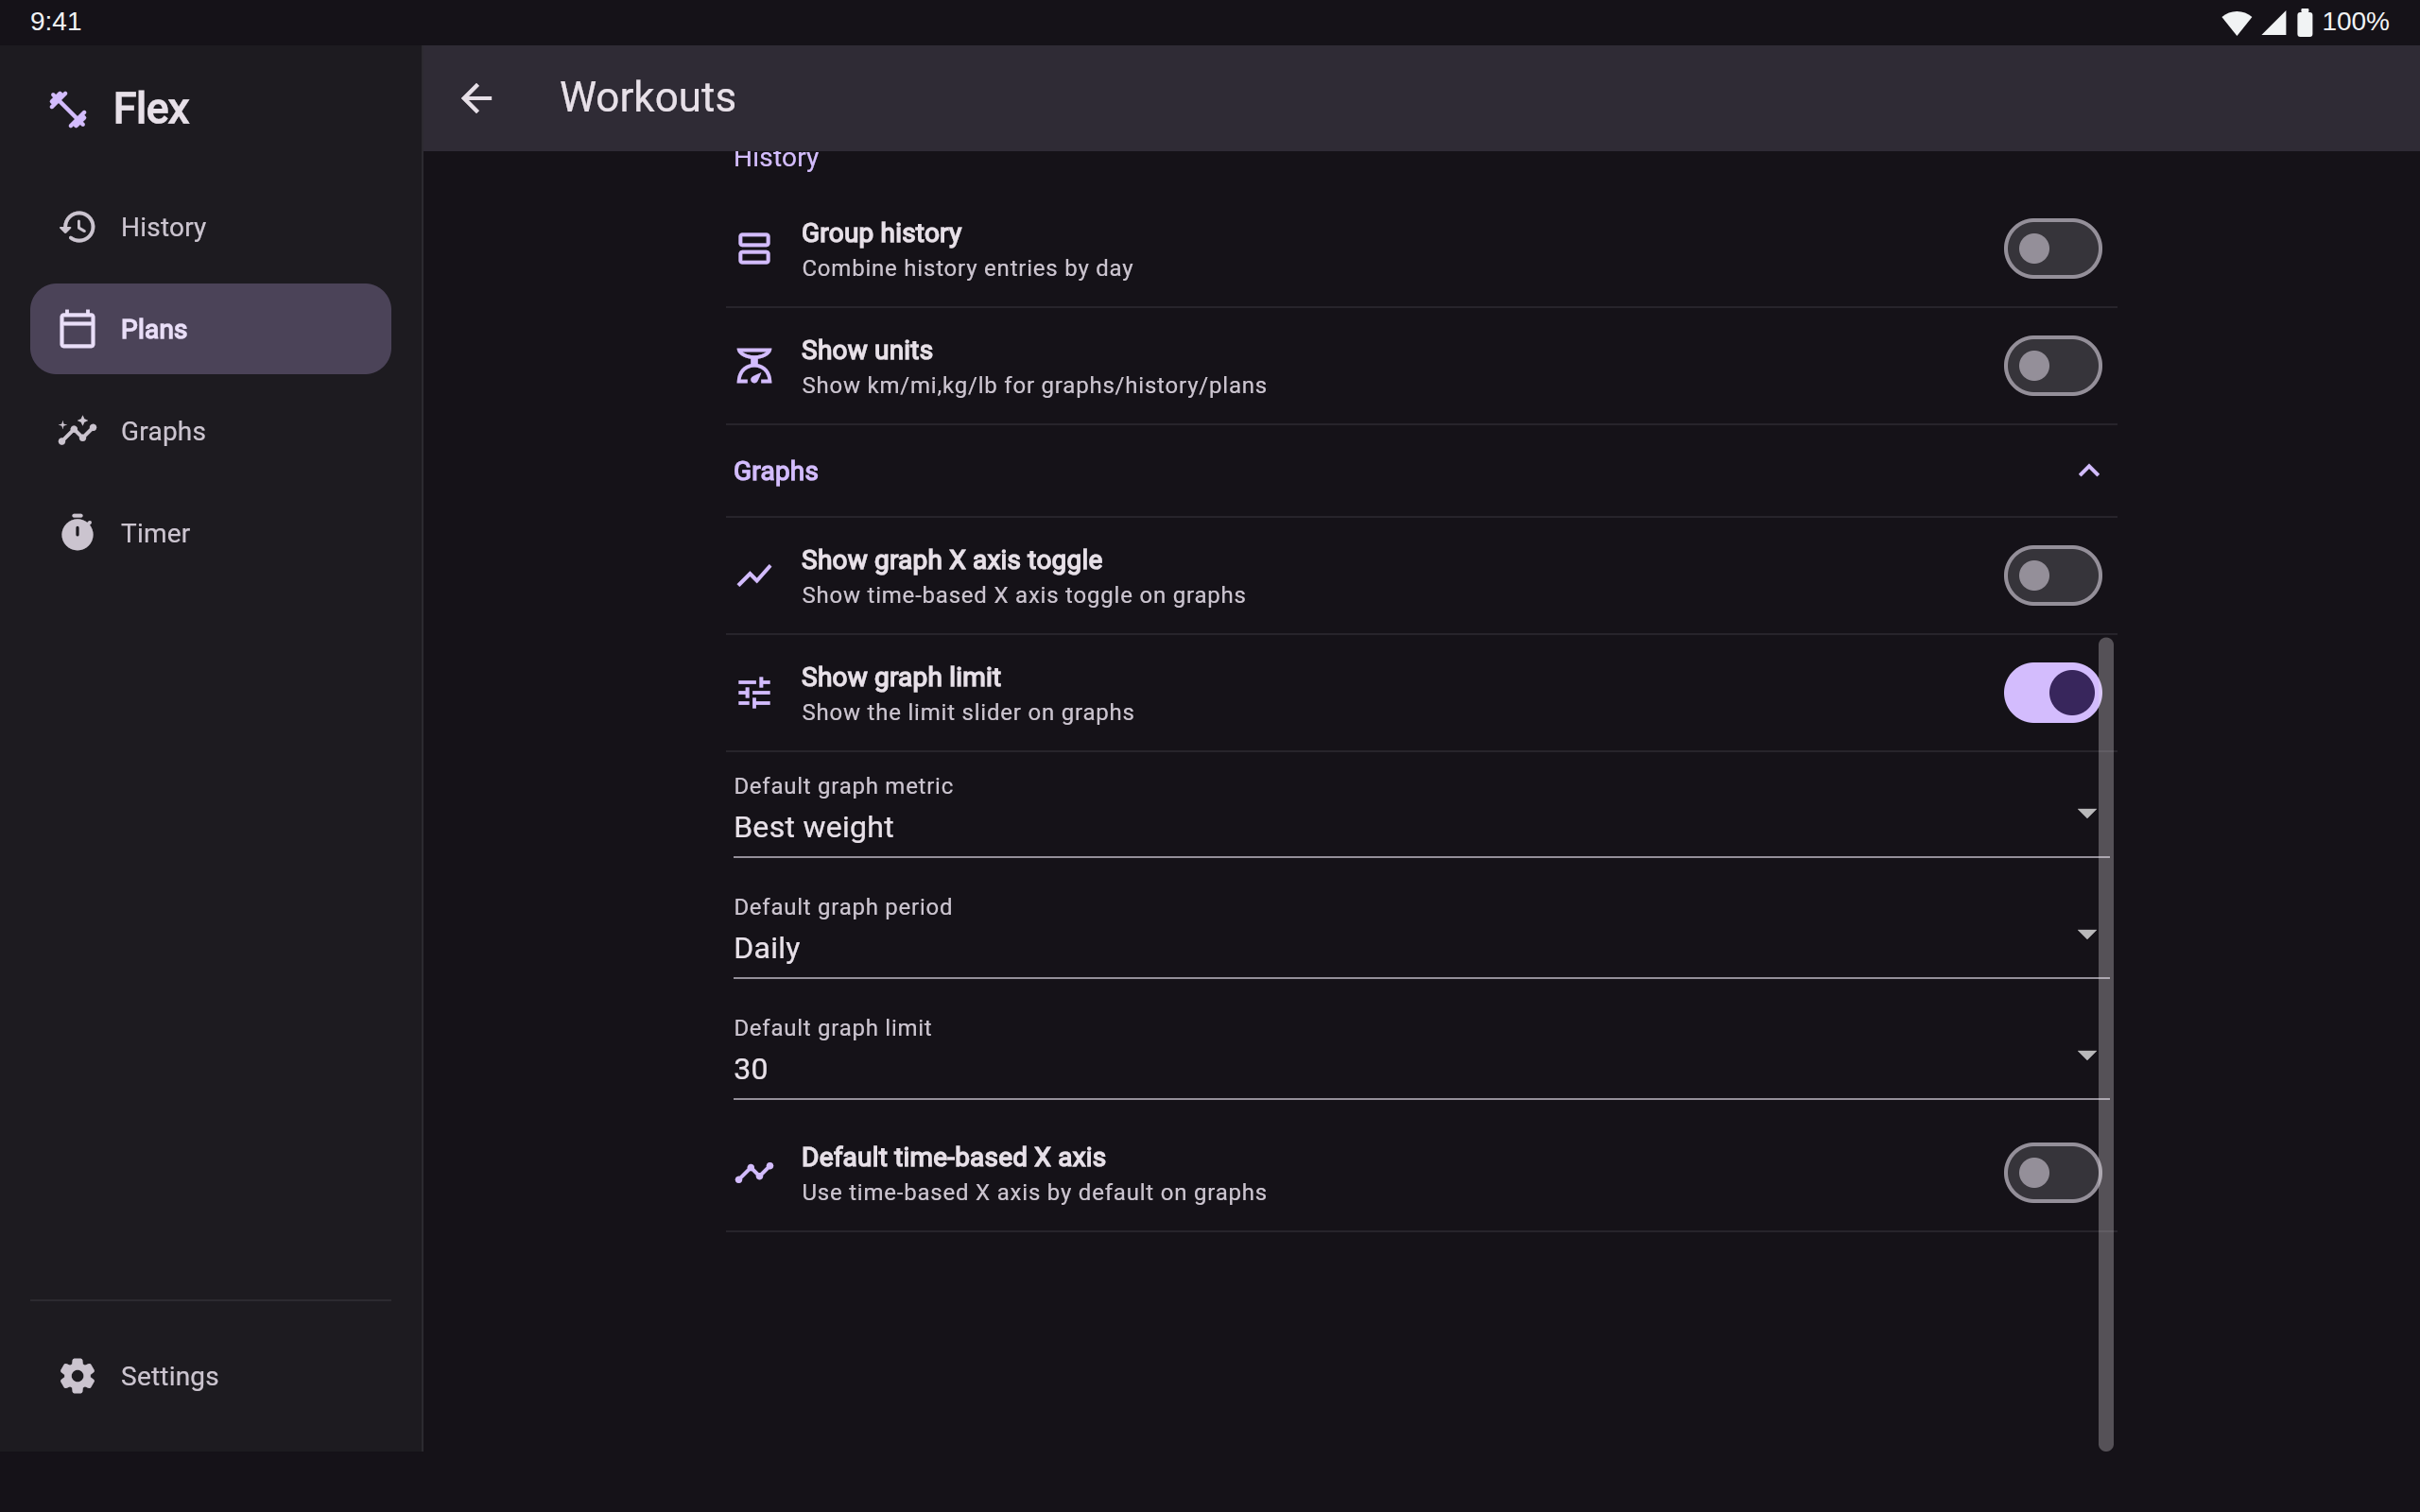 9:41
100%
Flex
Workouts
History
Plans
Graphs
Timer
Settings
History
Group history
Combine history entries by day
Show units
Show km/mi,kg/lb for graphs/history/plans
Graphs
Show graph X axis toggle
Show time-based X axis toggle on graphs
Show graph limit
Show the limit slider on graphs
Default graph metric
Best weight
Default graph period
Daily
Default graph limit
30
Default time-based X axis
Use time-based X axis by default on graphs